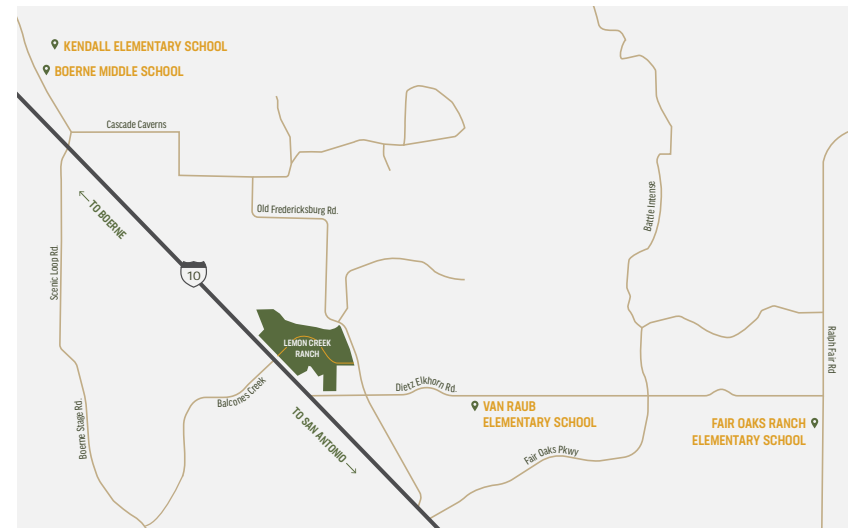 KENDALL ELEMENTARY SCHOOL
BOERNE MIDDLE SCHOOL
Cascade Caverns
← TO BOERNE
Old Fredericksburg Rd.
Battle Intense
Scenic Loop Rd.
10
LEMON CREEK
RANCH
Ralph Fair Rd
Dietz Elkhorn Rd.
Balcones Creek
Boerne Stage Rd.
TO SAN ANTONIO →
VAN RAUB
ELEMENTARY SCHOOL
FAIR OAKS RANCH
ELEMENTARY SCHOOL
Fair Oaks Pkwy